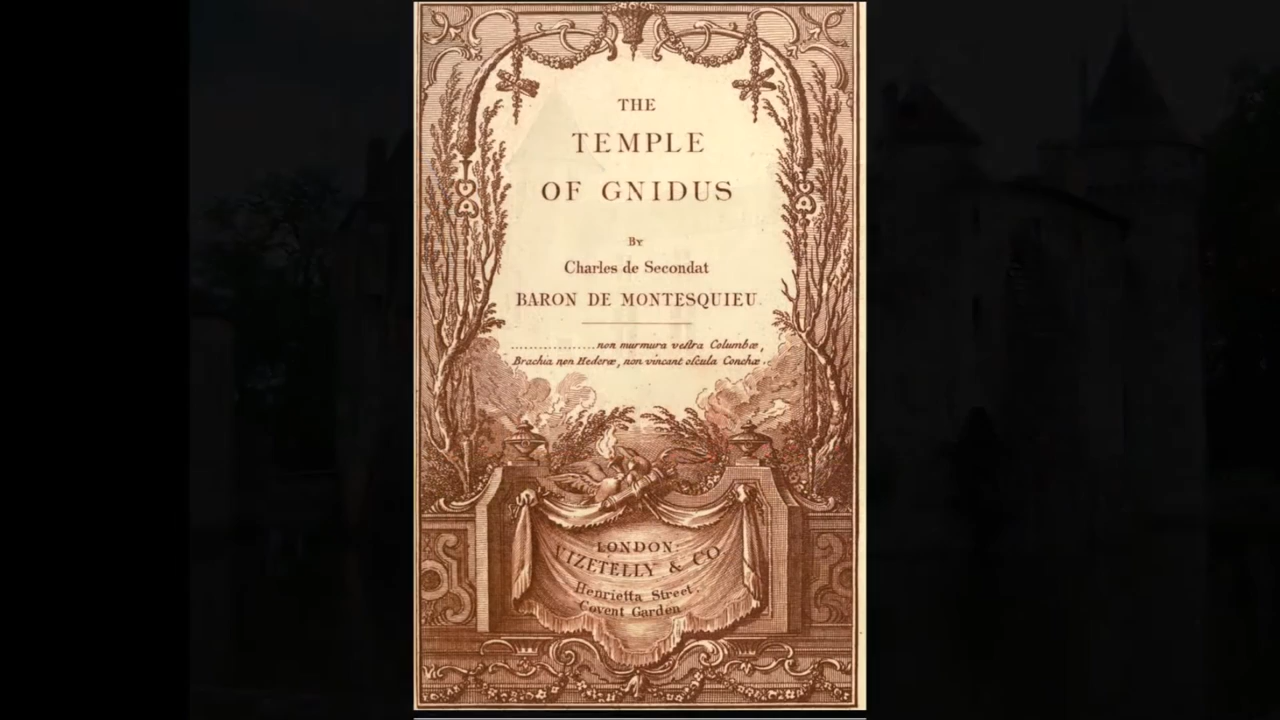 THE
TEMPLE
OF GNIDUS
BY
Charles de Secondat
BARON DE MONTESQUIEU
..................non murmura vestra Columbæ,
Brachia non Hederæ, non vincant oscula Conchæ.
LONDON:
VIZETELLY & CO
Henrietta Street.
Covent Garden